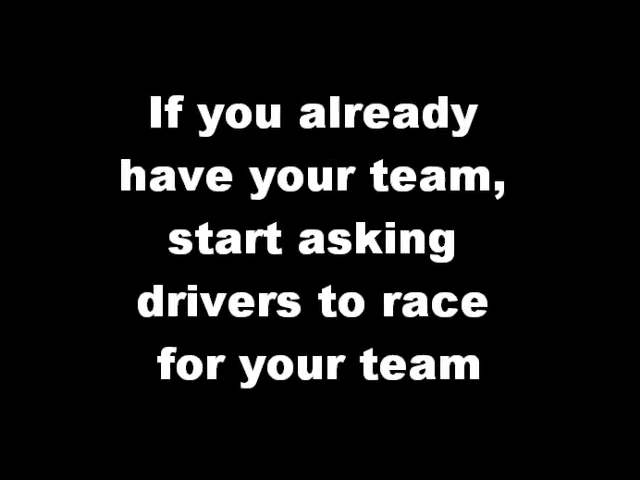 If you already
have your team,
start asking
drivers to race
for your team